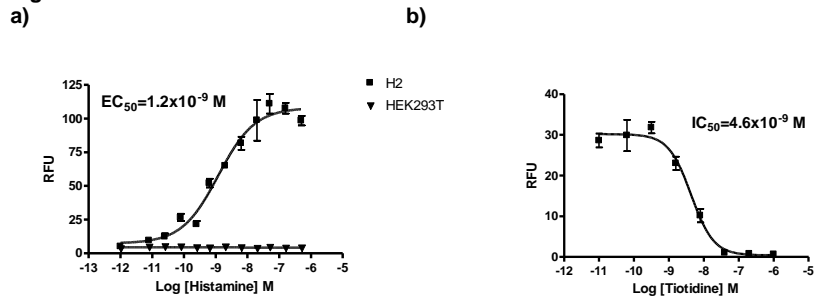 a)
b)
125
100
75
50
25
0
RFU
EC50=1.2x10-9 M
-13 -12 -11 -10 -9 -8 -7 -6 -5
Log [Histamine] M
H2
HEK293T
40
30
20
10
0
RFU
IC50=4.6x10-9 M
-12 -11 -10 -9 -8 -7 -6 -5
Log [Tiotidine] M